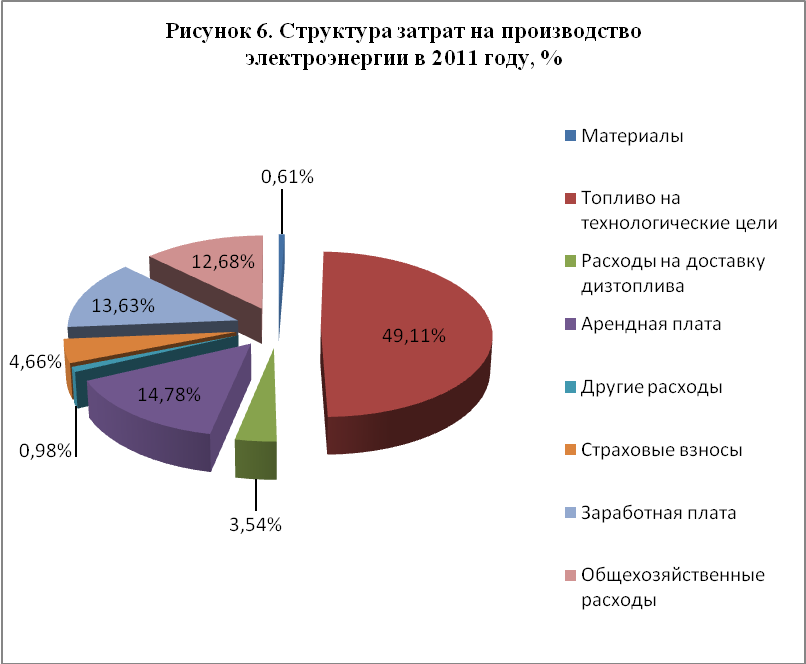 Рисунок 6. Структура затрат на производство
электроэнергии в 2011 году, %
0,61%
49,11%
3,54%
14,78%
0,98%
4,66%
13,63%
12,68%
Материалы
Топливо на
технологические цели
Расходы на доставку
дизтоплива
Арендная плата
Другие расходы
Страховые взносы
Заработная плата
Общехозяйственные
расходы